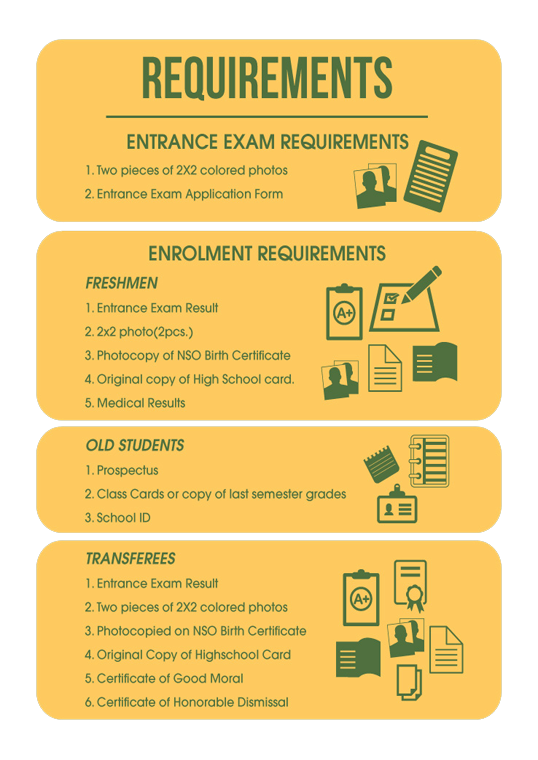 REQUIREMENTS
ENTRANCE EXAM REQUIREMENTS
1. Two pieces of 2X2 colored photos
2. Entrance Exam Application Form
ENROLMENT REQUIREMENTS
FRESHMEN
1. Entrance Exam Result
2. 2x2 photo(2pcs.)
3. Photocopy of NSO Birth Certificate
4. Original copy of High School card.
5. Medical Results
A+
OLD STUDENTS
1. Prospectus
2. Class Cards or copy of last semester grades
3. School ID
TRANSFEREES
1. Entrance Exam Result
2. Two pieces of 2X2 colored photos
3. Photocopied on NSO Birth Certificate
4. Original Copy of Highschool Card
5. Certificate of Good Moral
6. Certificate of Honorable Dismissal
A+